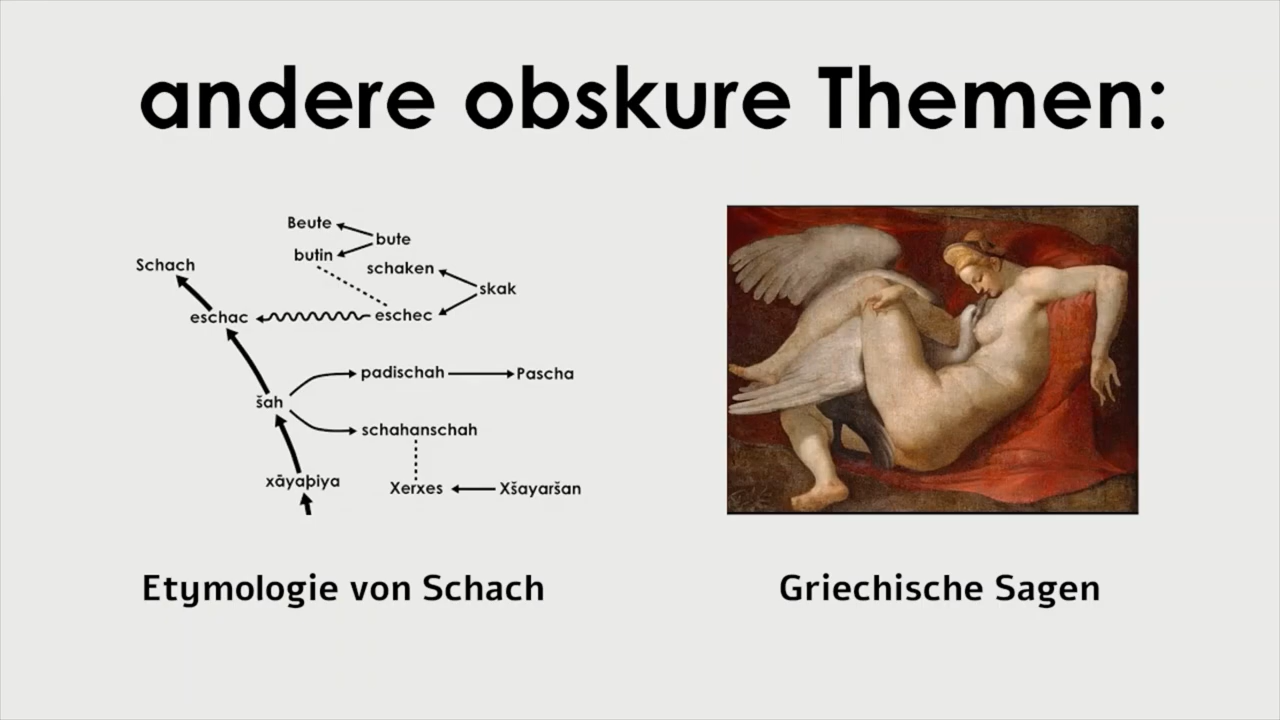 andere obskure Themen:
Beute
bute
butin
Schach
schaken
skak
eschac
eschec
padischah
Pascha
šah
schahanschah
xāyaþiya
Xerxes
Xšayaršan
Etymologie von Schach
Griechische Sagen